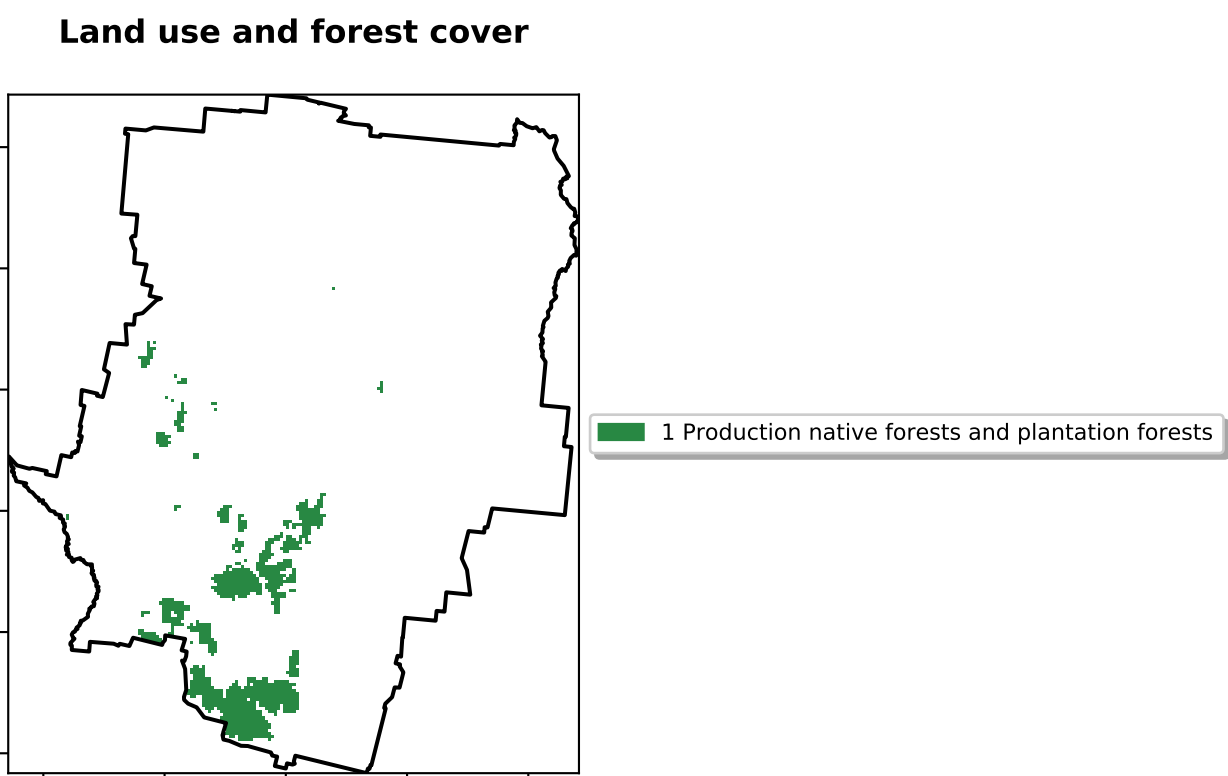 Land use and forest cover
1 Production native forests and plantation forests